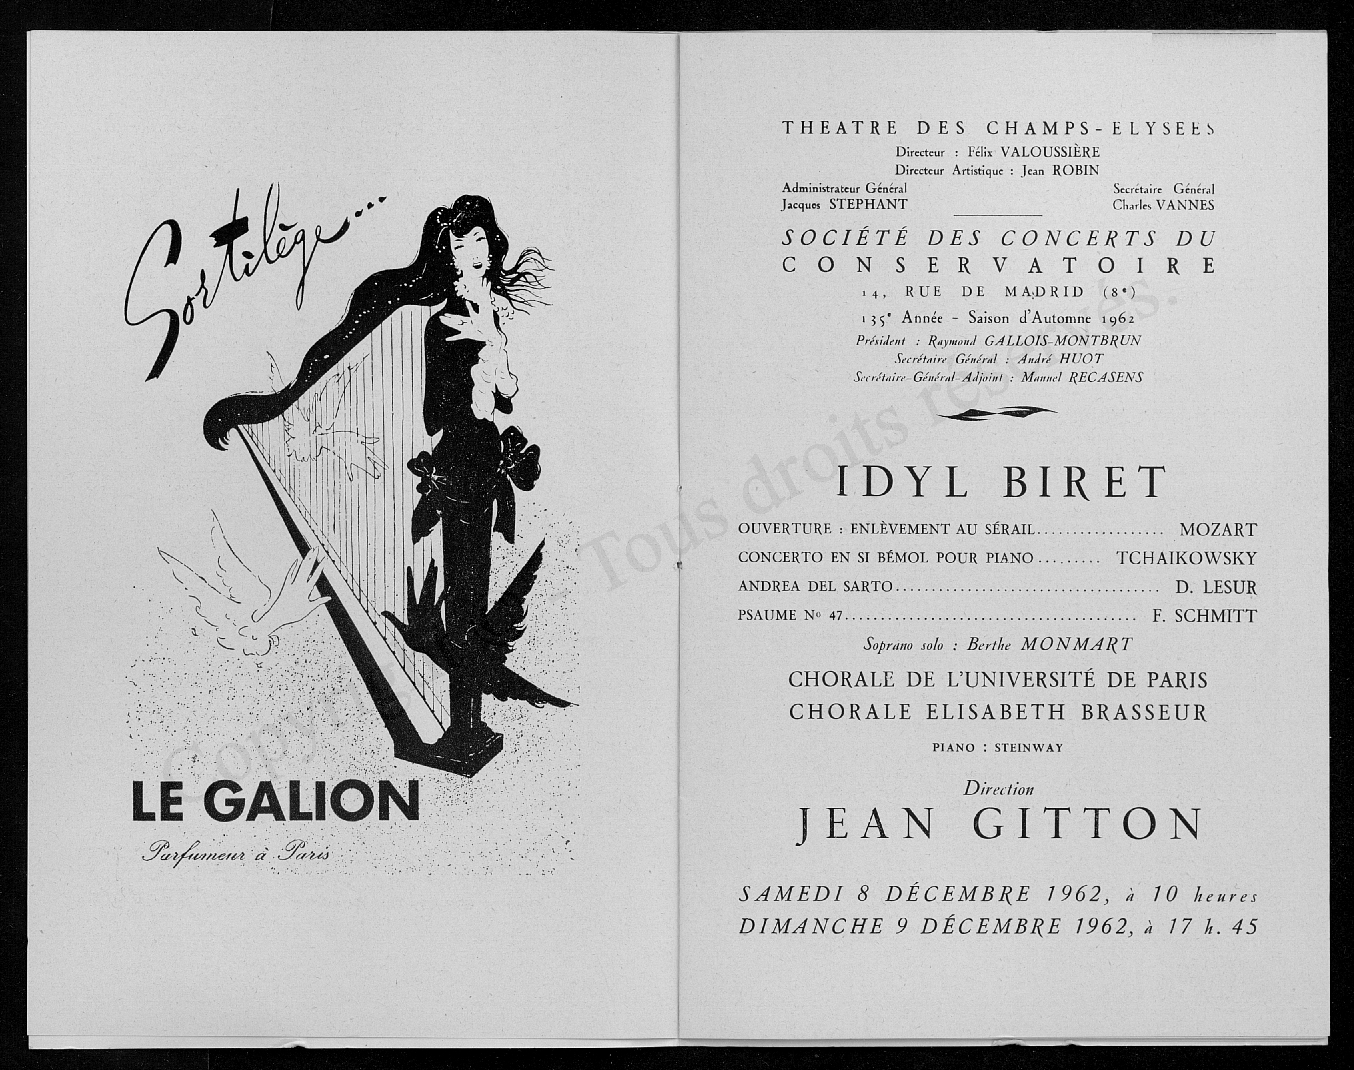 Sortilège...
LE GALION
Parfumeur à Paris
THEATRE DES CHAMPS-ELYSEES
Directeur : Félix VALOUSSIÈRE
Directeur Artistique : Jean ROBIN
Administrateur Général
Jacques STEPHANT
Secrétaire Général
Charles VANNES
SOCIÉTÉ DES CONCERTS DU
CONSERVATOIRE
14, RUE DE MADRID (8e)
135e Année - Saison d'Automne 1962
Président : Raymond GALLOIS-MONTBRUN
Secrétaire Général : André HUOT
Secrétaire-Général-Adjoint : Manuel RECASENS
IDYL BIRET
OUVERTURE : ENLÈVEMENT AU SÉRAIL.................. MOZART
CONCERTO EN SI BÉMOL POUR PIANO......... TCHAIKOWSKY
ANDREA DEL SARTO..................................... D. LESUR
PSAUME No 47......................................... F. SCHMITT
Soprano solo : Berthe MONMART
CHORALE DE L'UNIVERSITÉ DE PARIS
CHORALE ELISABETH BRASSEUR
PIANO : STEINWAY
Direction
JEAN GITTON
SAMEDI 8 DÉCEMBRE 1962, à 10 heures
DIMANCHE 9 DÉCEMBRE 1962, à 17 h. 45
Tous droits réservés.